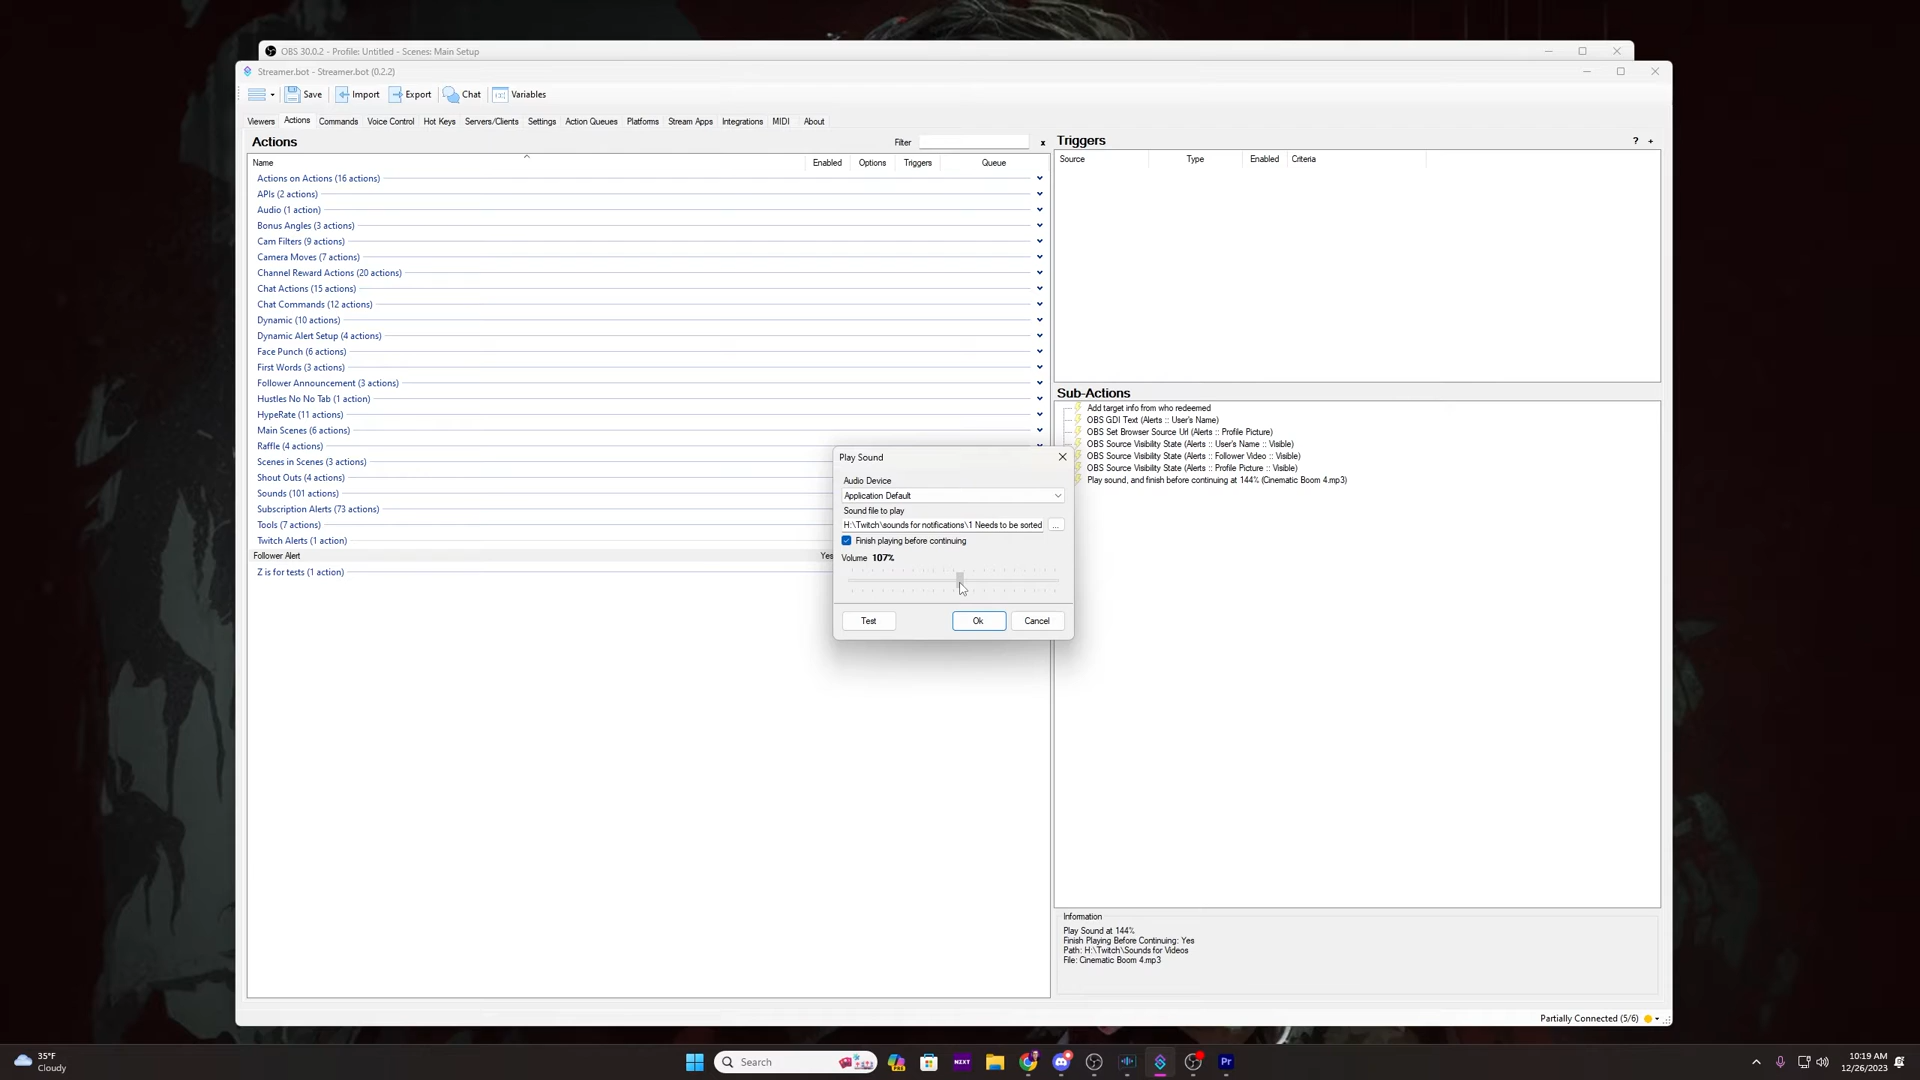 OBS 30.0.2 - Profile: Untitled - Scenes: Main Setup
Streamer.bot - Streamer.bot (0.2.2)
Save Import Export Chat Variables
Viewers Actions Commands Voice Control Hot Keys Servers/Clients Settings Action Queues Platforms Stream Apps Integrations MIDI About
Actions
Filter
x
Name Enabled Options Triggers Queue
Actions on Actions (16 actions)
APIs (2 actions)
Audio (1 action)
Bonus Angles (3 actions)
Cam Filters (9 actions)
Camera Moves (7 actions)
Channel Reward Actions (20 actions)
Chat Actions (15 actions)
Chat Commands (12 actions)
Dynamic (10 actions)
Dynamic Alert Setup (4 actions)
Face Punch (6 actions)
First Words (3 actions)
Follower Announcement (3 actions)
Hustles No No Tab (1 action)
HypeRate (11 actions)
Main Scenes (6 actions)
Raffle (4 actions)
Scenes in Scenes (3 actions)
Shout Outs (4 actions)
Sounds (101 actions)
Subscription Alerts (73 actions)
Tools (7 actions)
Twitch Alerts (1 action)
Follower Alert Yes
Z is for tests (1 action)
Triggers
? +
Source Type Enabled Criteria
Sub-Actions
Add target info from who redeemed
OBS GDI Text (Alerts :: User's Name)
OBS Set Browser Source Url (Alerts :: Profile Picture)
OBS Source Visibility State (Alerts :: User's Name :: Visible)
OBS Source Visibility State (Alerts :: Follower Video :: Visible)
OBS Source Visibility State (Alerts :: Profile Picture :: Visible)
Play sound, and finish before continuing at 144% (Cinematic Boom 4.mp3)
Play Sound
Audio Device
Application Default
Sound file to play
H:\Twitch\sounds for notifications\1 Needs to be sorted
...
Finish playing before continuing
Volume 107%
Test Ok Cancel
Information
Play Sound at 144%
Finish Playing Before Continuing: Yes
Path: H:\Twitch\Sounds for Videos
File: Cinematic Boom 4.mp3
Partially Connected (5/6)
35°F
Cloudy
Search
NZXT
Pr
10:19 AM
12/26/2023